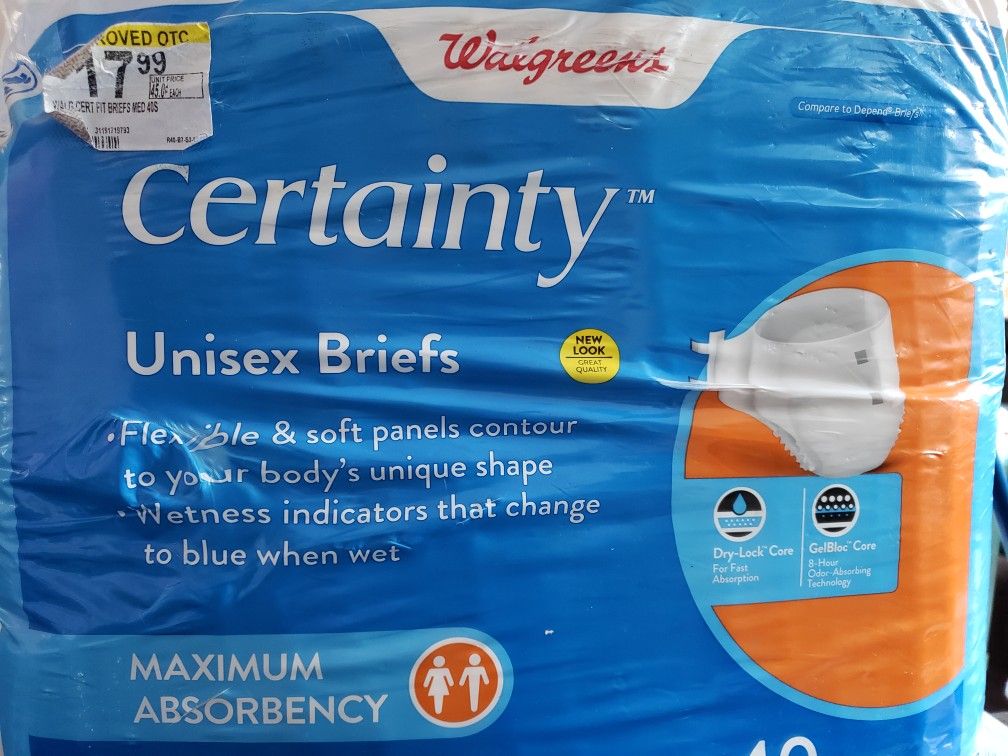 ROVED OTC
17 99
UNIT PRICE
45.0¢ EACH
CERT FIT BRIEFS MED 40S
31191719793
Walgreens
Compare to Depend® Briefs
Certainty™
Unisex Briefs
NEW
LOOK
GREAT
QUALITY
•Flexible & soft panels contour
to your body's unique shape
•Wetness indicators that change
to blue when wet
Dry-Lock™ Core
For Fast
Absorption
GelBloc™ Core
8-Hour
Odor-Absorbing
Technology
MAXIMUM
ABSORBENCY